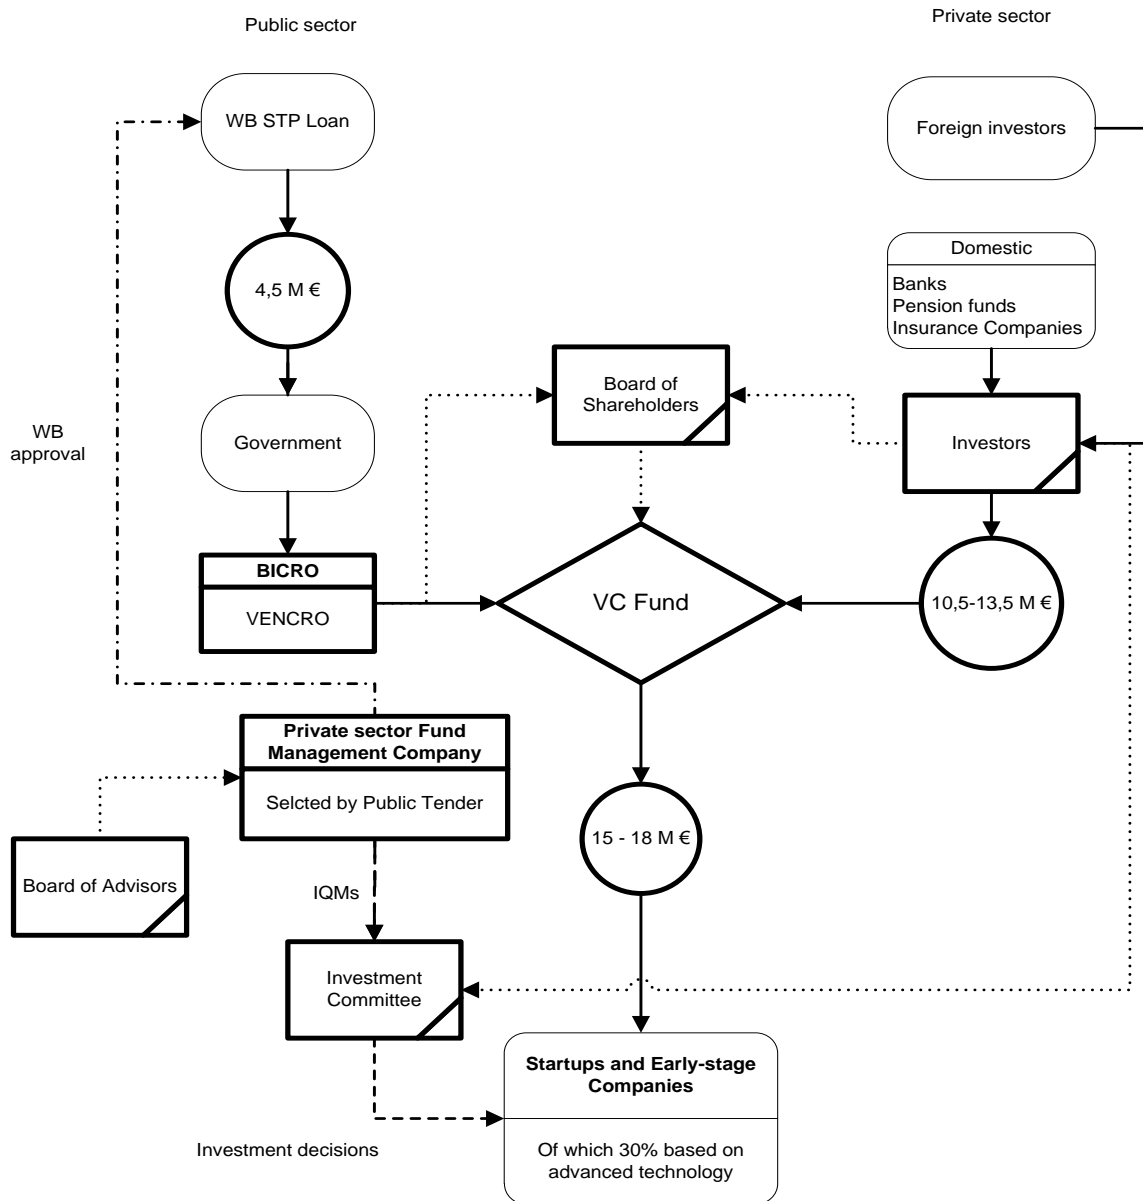 Public sector
Private sector
WB STP Loan
Foreign investors
4,5 M €
Domestic
Banks
Pension funds
Insurance Companies
Board of
Shareholders
WB
approval
Government
Investors
BICRO
VENCRO
VC Fund
10,5-13,5 M €
Private sector Fund
Management Company
Selcted by Public Tender
15 - 18 M €
Board of Advisors
IQMs
Investment
Committee
Startups and Early-stage
Companies
Investment decisions
Of which 30% based on
advanced technology